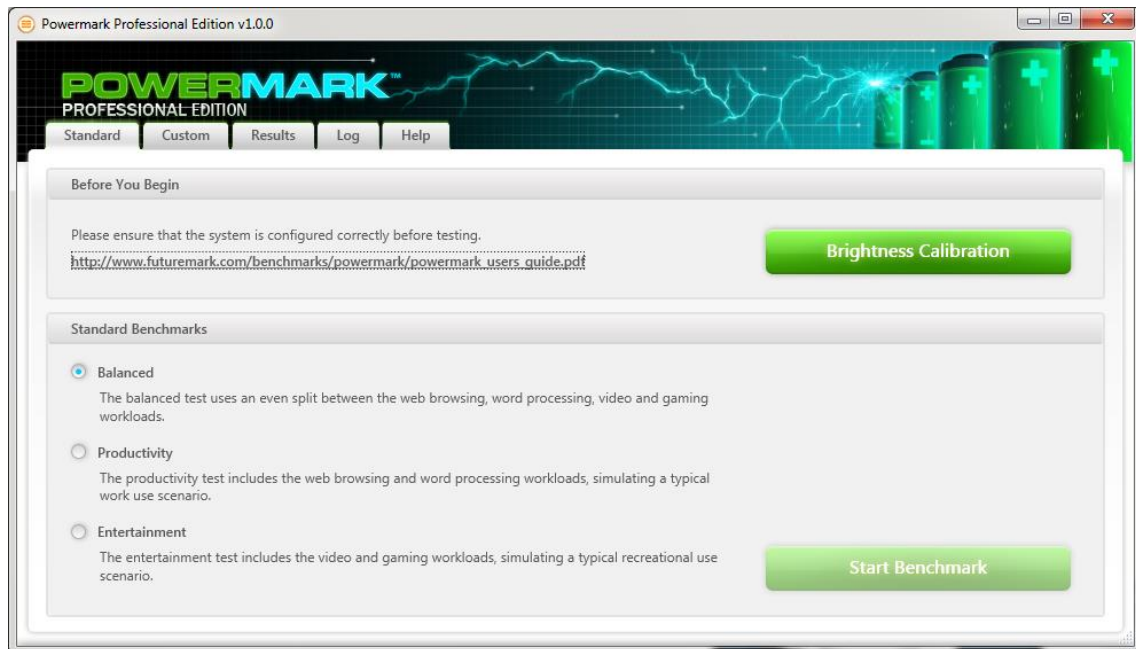 Powermark Professional Edition v1.0.0
POWERMARK™
PROFESSIONAL EDITION
Standard Custom Results Log Help
Before You Begin
Please ensure that the system is configured correctly before testing.
http://www.futuremark.com/benchmarks/powermark/powermark_users_guide.pdf
Brightness Calibration
Standard Benchmarks
Balanced
The balanced test uses an even split between the web browsing, word processing, video and gaming
workloads.
Productivity
The productivity test includes the web browsing and word processing workloads, simulating a typical
work use scenario.
Entertainment
The entertainment test includes the video and gaming workloads, simulating a typical recreational use
scenario.
Start Benchmark